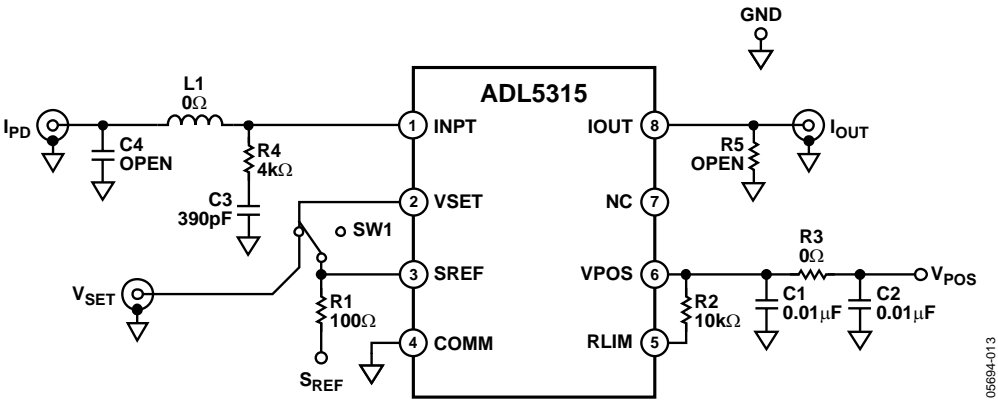 GND
ADL5315
L1
0Ω
I_PD
C4
OPEN
R4
4kΩ
C3
390pF
1 INPT
2 VSET
3 SREF
4 COMM
IOUT 8
NC 7
VPOS 6
RLIM 5
R5
OPEN
I_OUT
SW1
V_SET
R1
100Ω
S_REF
R3
0Ω
V_POS
R2
10kΩ
C1
0.01μF
C2
0.01μF
05694-013